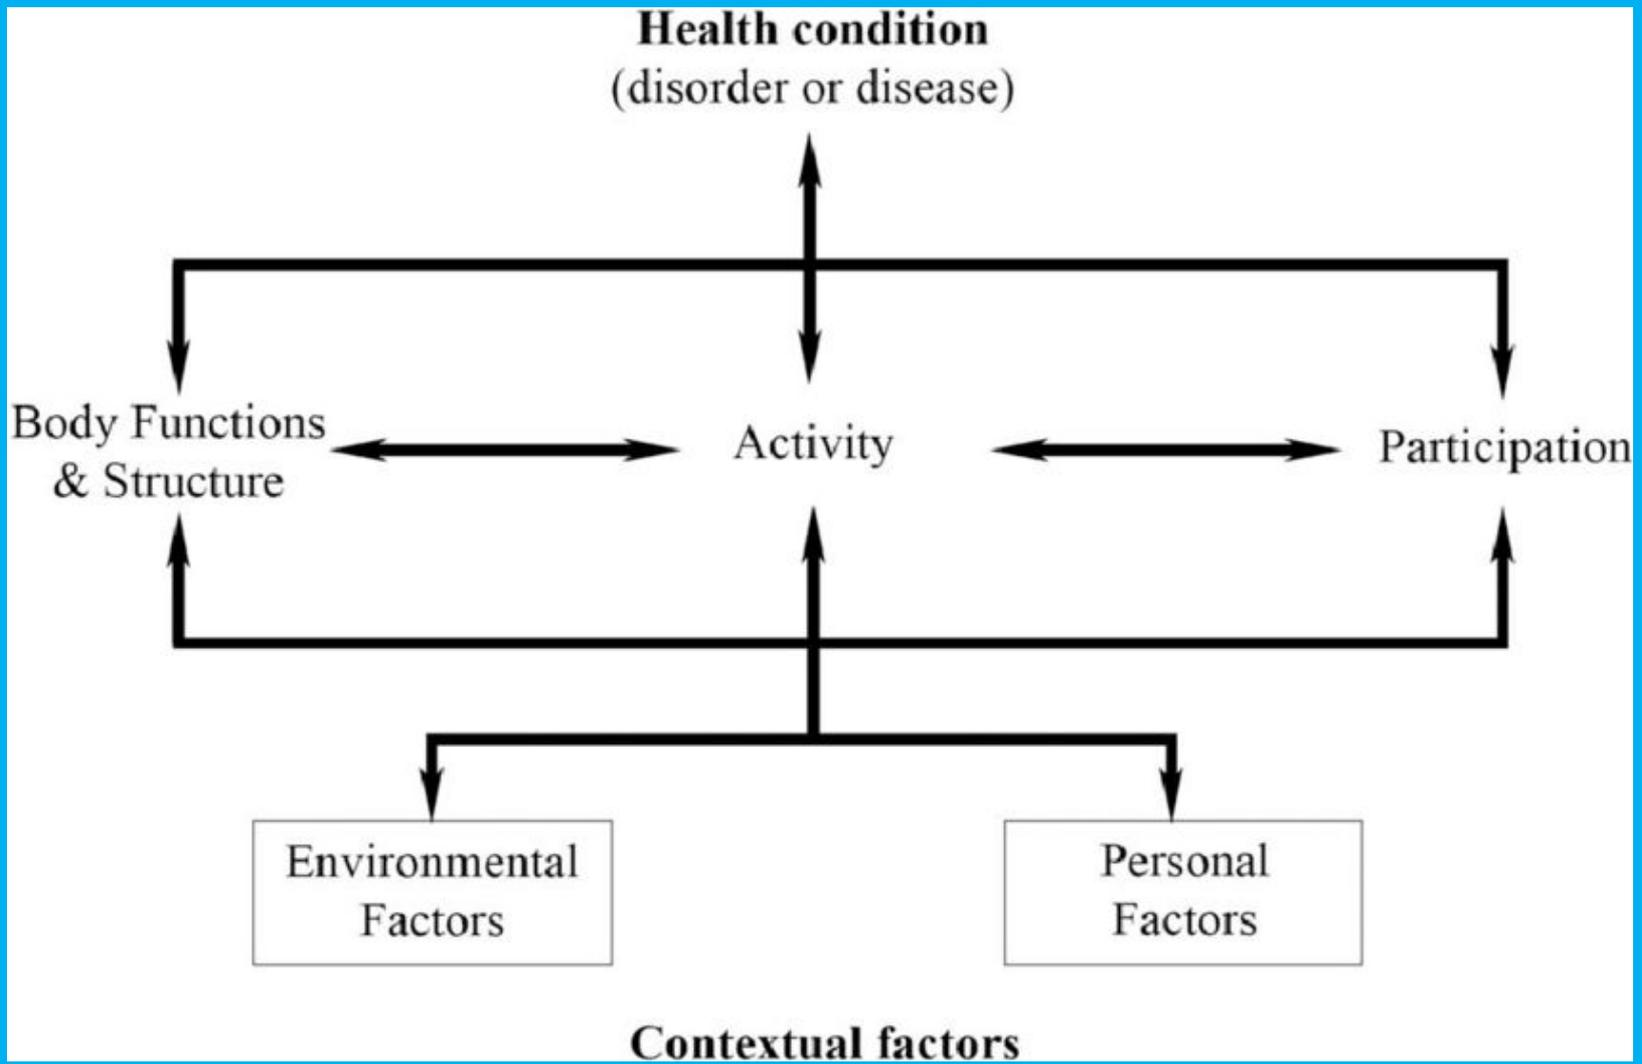 Health condition
(disorder or disease)
Body Functions
& Structure
Activity
Participation
Environmental
Factors
Personal
Factors
Contextual factors